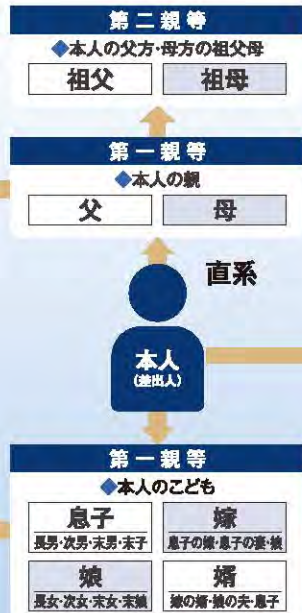 第二親等
◆本人の父方・母方の祖父母
祖父
祖母
第一親等
◆本人の親
父
母
直系
本人
(差出人)
第一親等
◆本人のこども
息子
長男・次男・末男・末子
嫁
息子の嫁・息子の妻・娘
娘
長女・次女・末女・末娘
婿
嫁の婿・娘の夫・息子